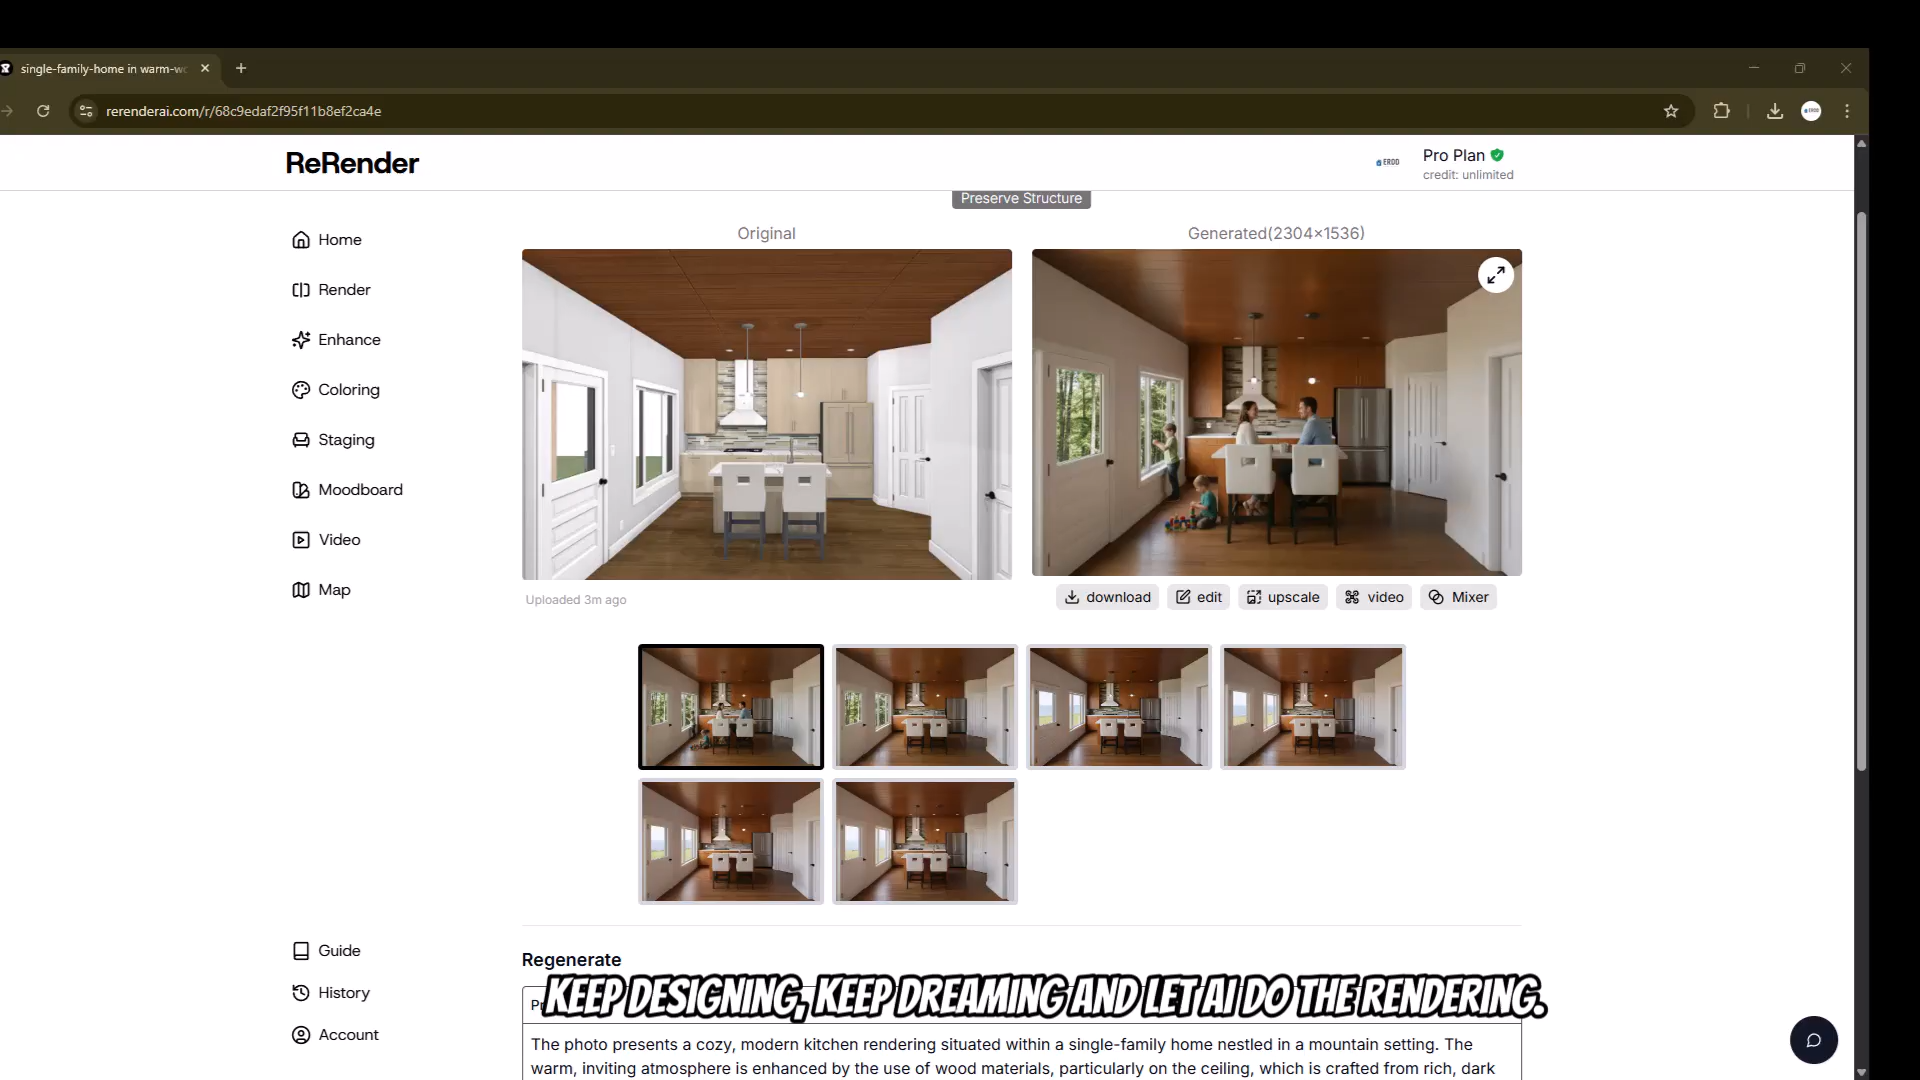 single-family-home in warm-wo
rerenderai.com/r/68c9edaf2f95f11b8ef2ca4e
ReRender
EROD
Pro Plan
credit: unlimited
Preserve Structure
Home
Render
Enhance
Coloring
Staging
Moodboard
Video
Map
Guide
History
Account
Original
Generated(2304×1536)
Uploaded 3m ago
download
edit
upscale
video
Mixer
Regenerate
KEEP DESIGNING, KEEP DREAMING AND LET AI DO THE RENDERING.
The photo presents a cozy, modern kitchen rendering situated within a single-family home nestled in a mountain setting. The
warm, inviting atmosphere is enhanced by the use of wood materials, particularly on the ceiling, which is crafted from rich, dark